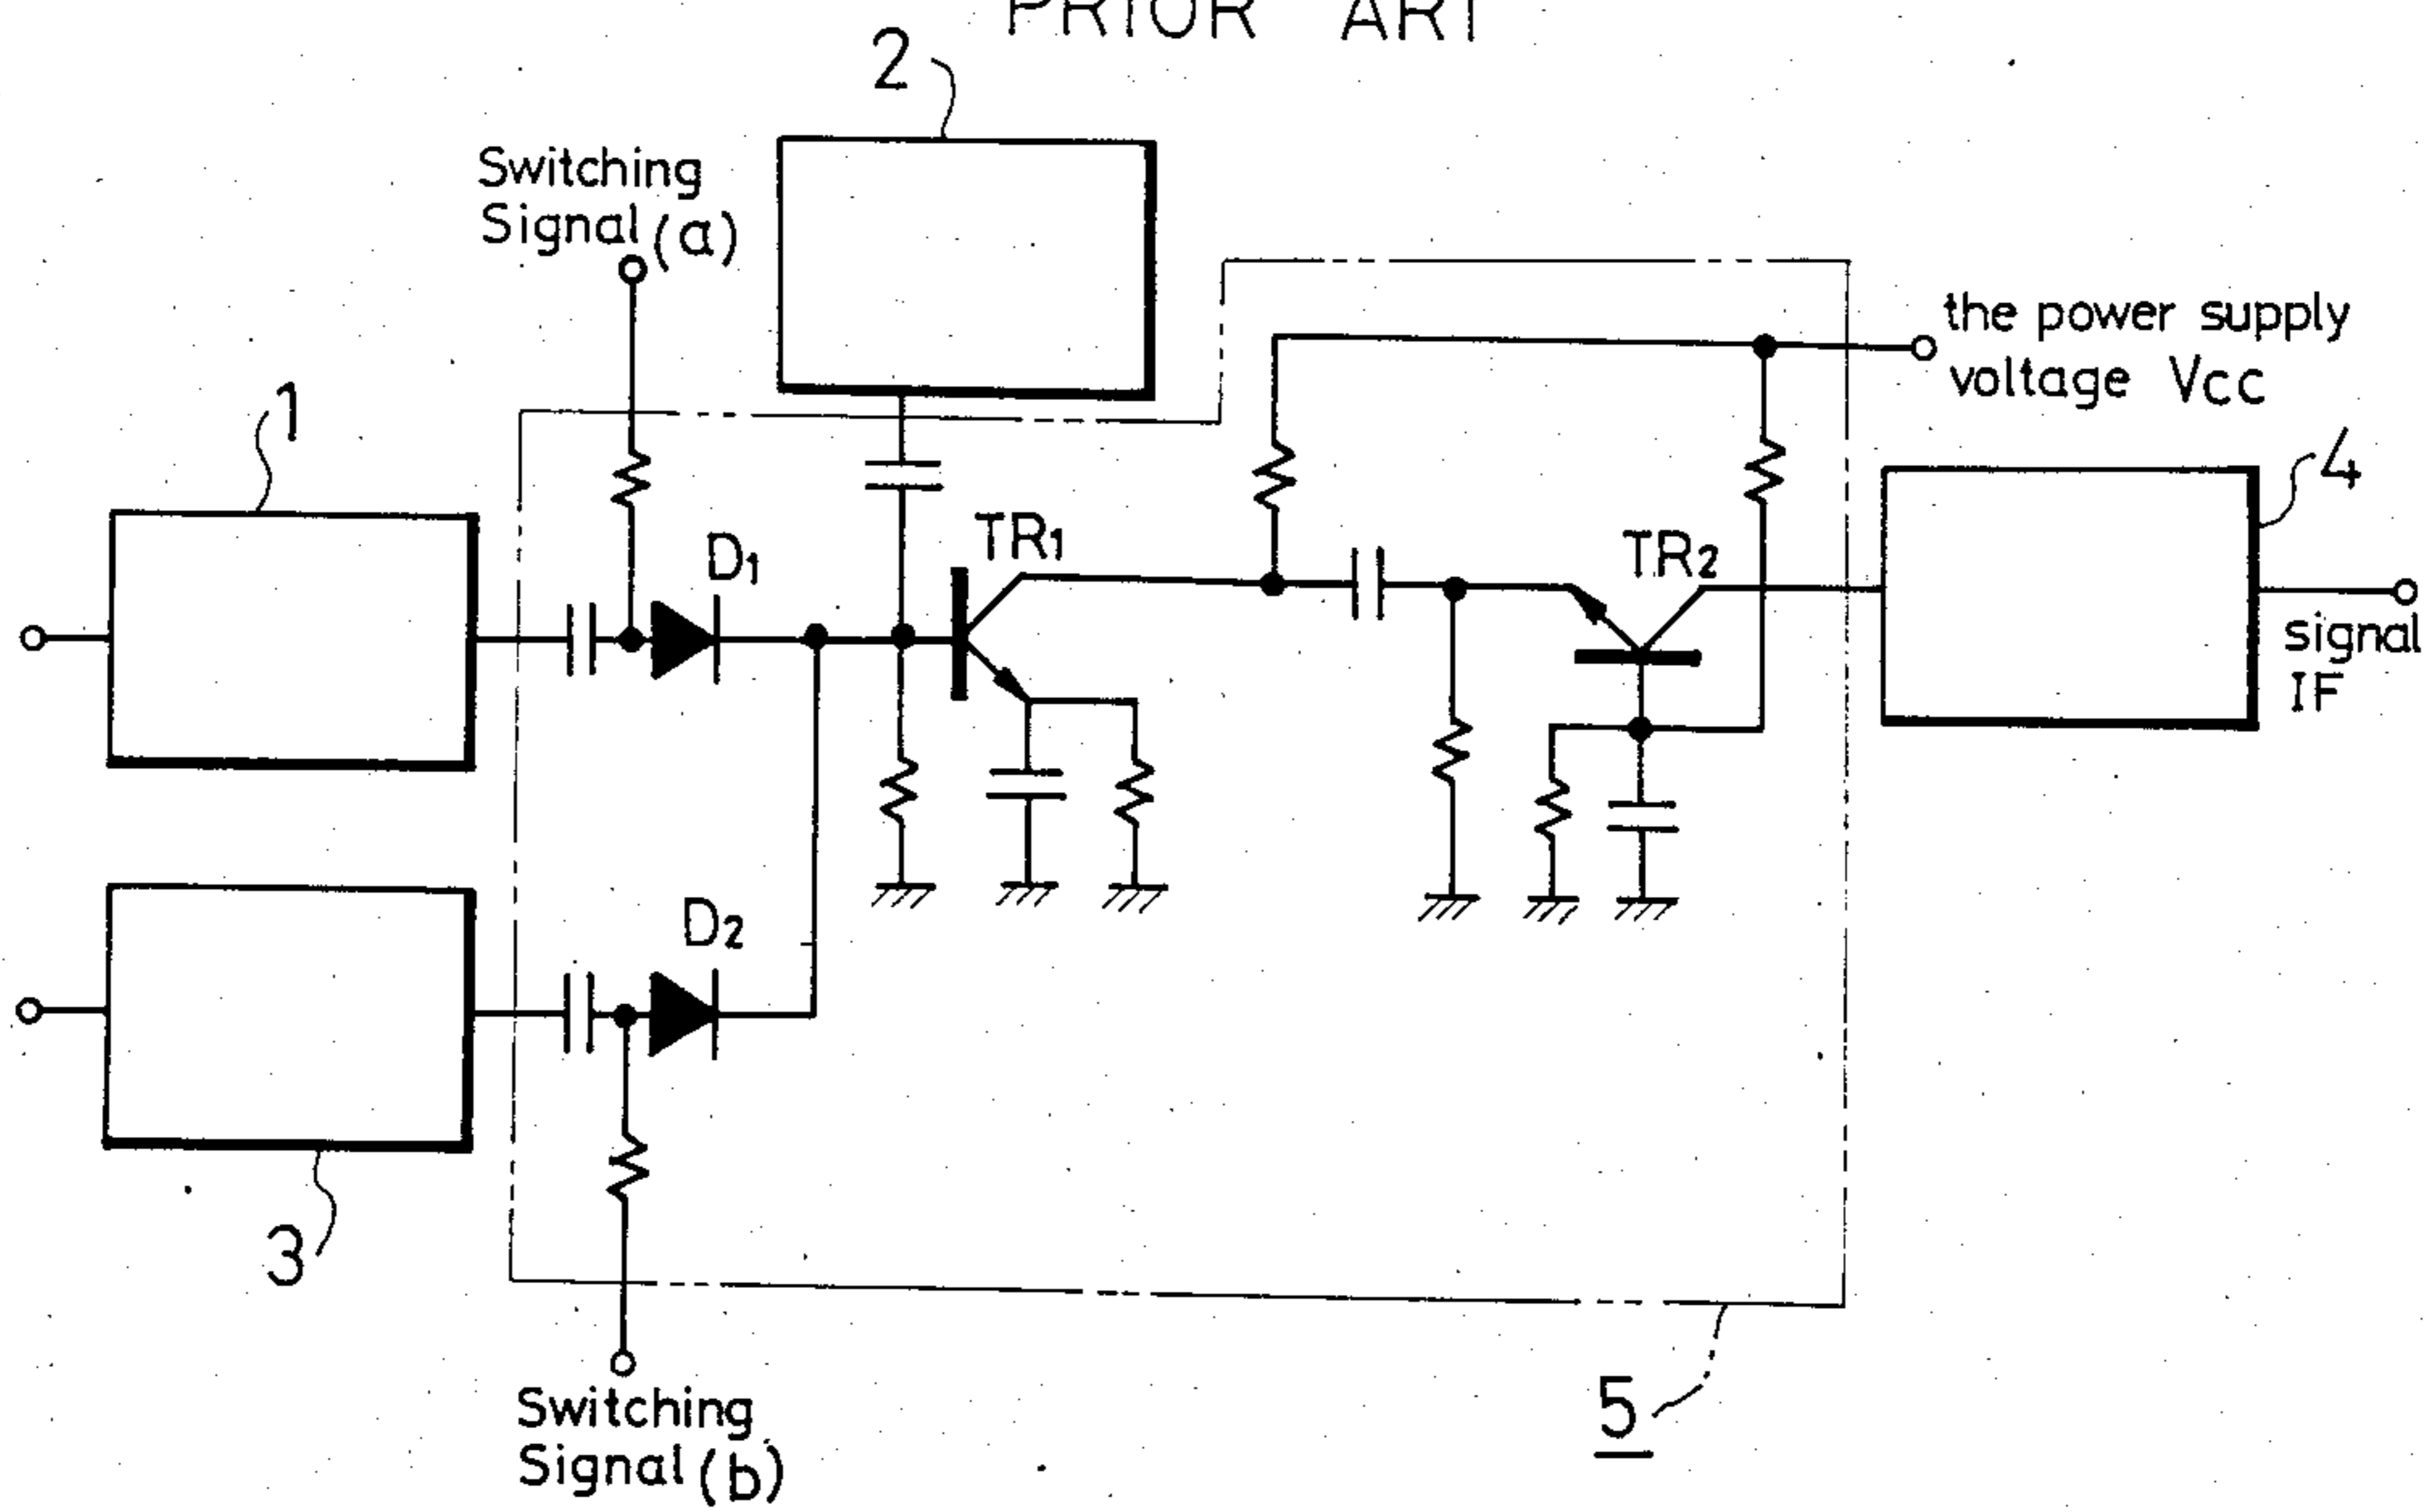 PRIOR ART
2
Switching
Signal (a)
the power supply
voltage Vcc
1
4
D1
TR1
TR2
signal
IF
D2
3
5
Switching
Signal (b)